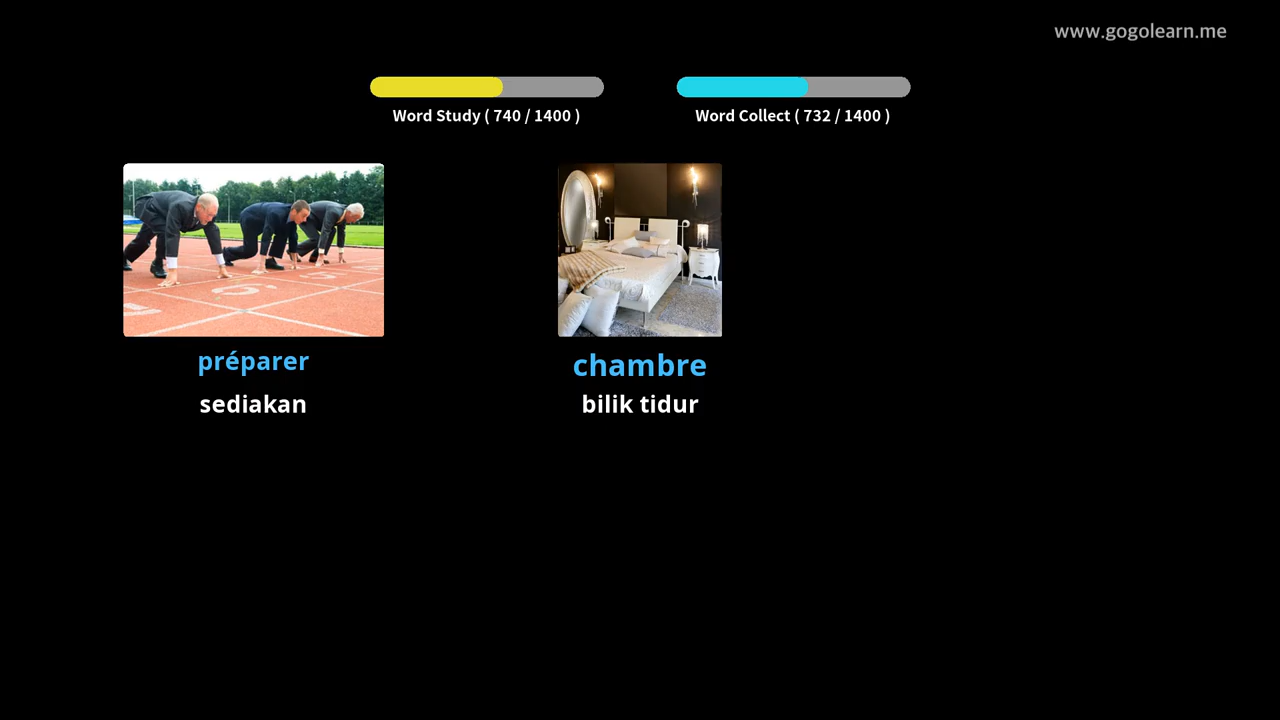 www.gogolearn.me
Word Study ( 740 / 1400 )
Word Collect ( 732 / 1400 )
préparer
sediakan
chambre
bilik tidur